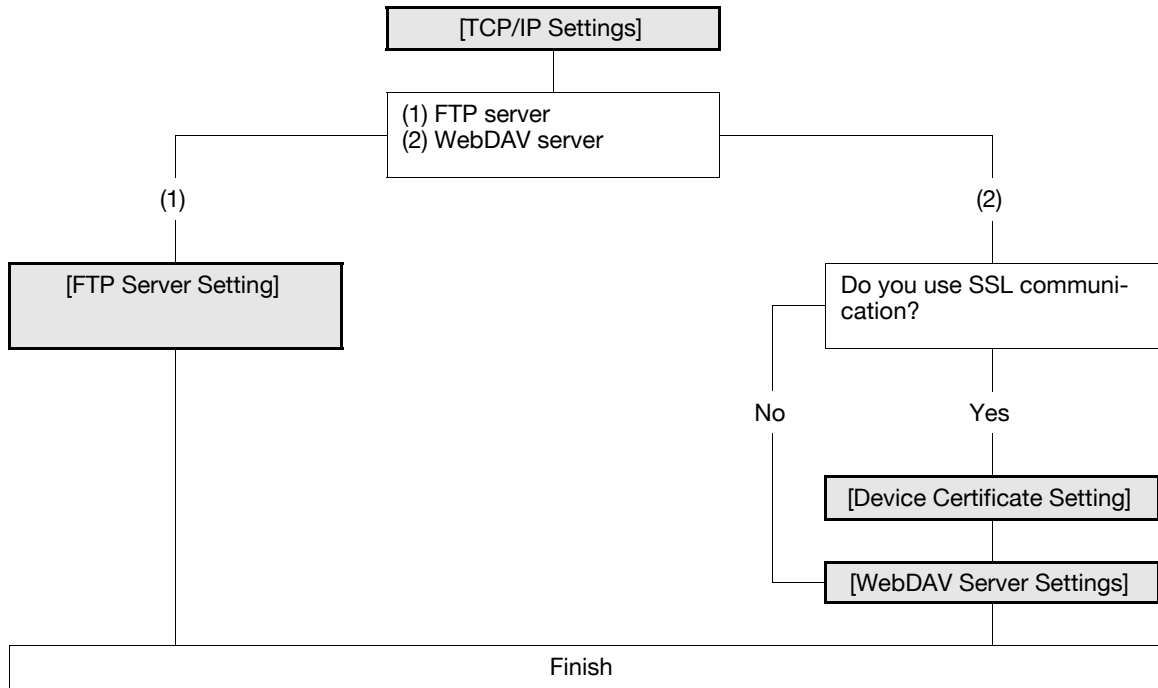 [TCP/IP Settings]
(1) FTP server
(2) WebDAV server
(1)
(2)
[FTP Server Setting]
Do you use SSL communi-
cation?
No
Yes
[Device Certificate Setting]
[WebDAV Server Settings]
Finish